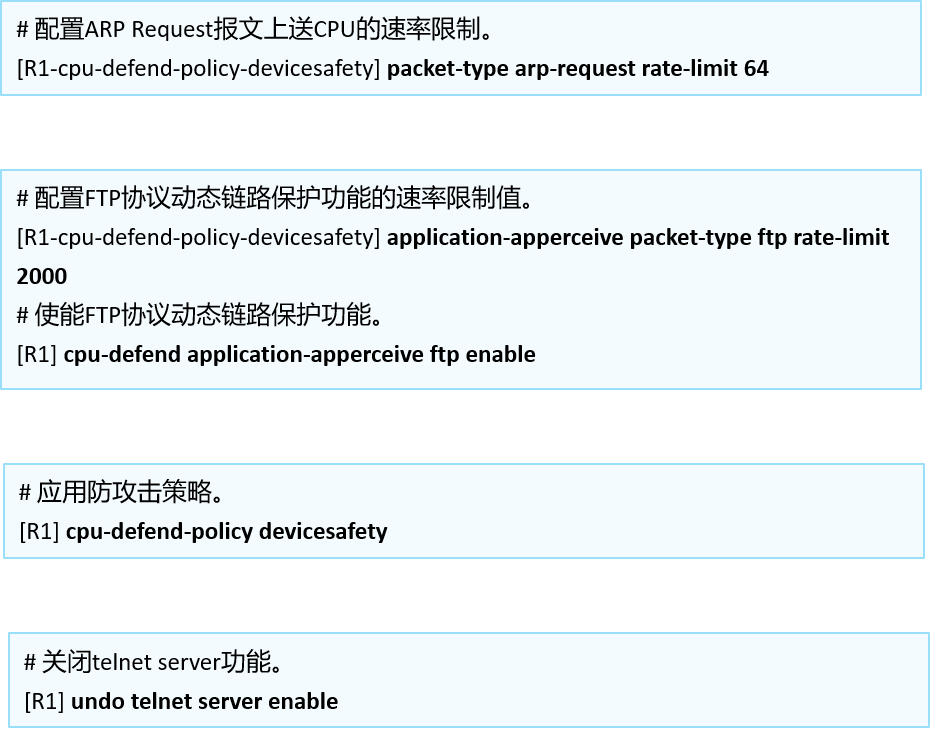 # 配置ARP Request报文上送CPU的速率限制。
[R1-cpu-defend-policy-devicesafety] packet-type arp-request rate-limit 64
# 配置FTP协议动态链路保护功能的速率限制值。
[R1-cpu-defend-policy-devicesafety] application-apperceive packet-type ftp rate-limit
2000
# 使能FTP协议动态链路保护功能。
[R1] cpu-defend application-apperceive ftp enable
# 应用防攻击策略。
[R1] cpu-defend-policy devicesafety
# 关闭telnet server功能。
[R1] undo telnet server enable